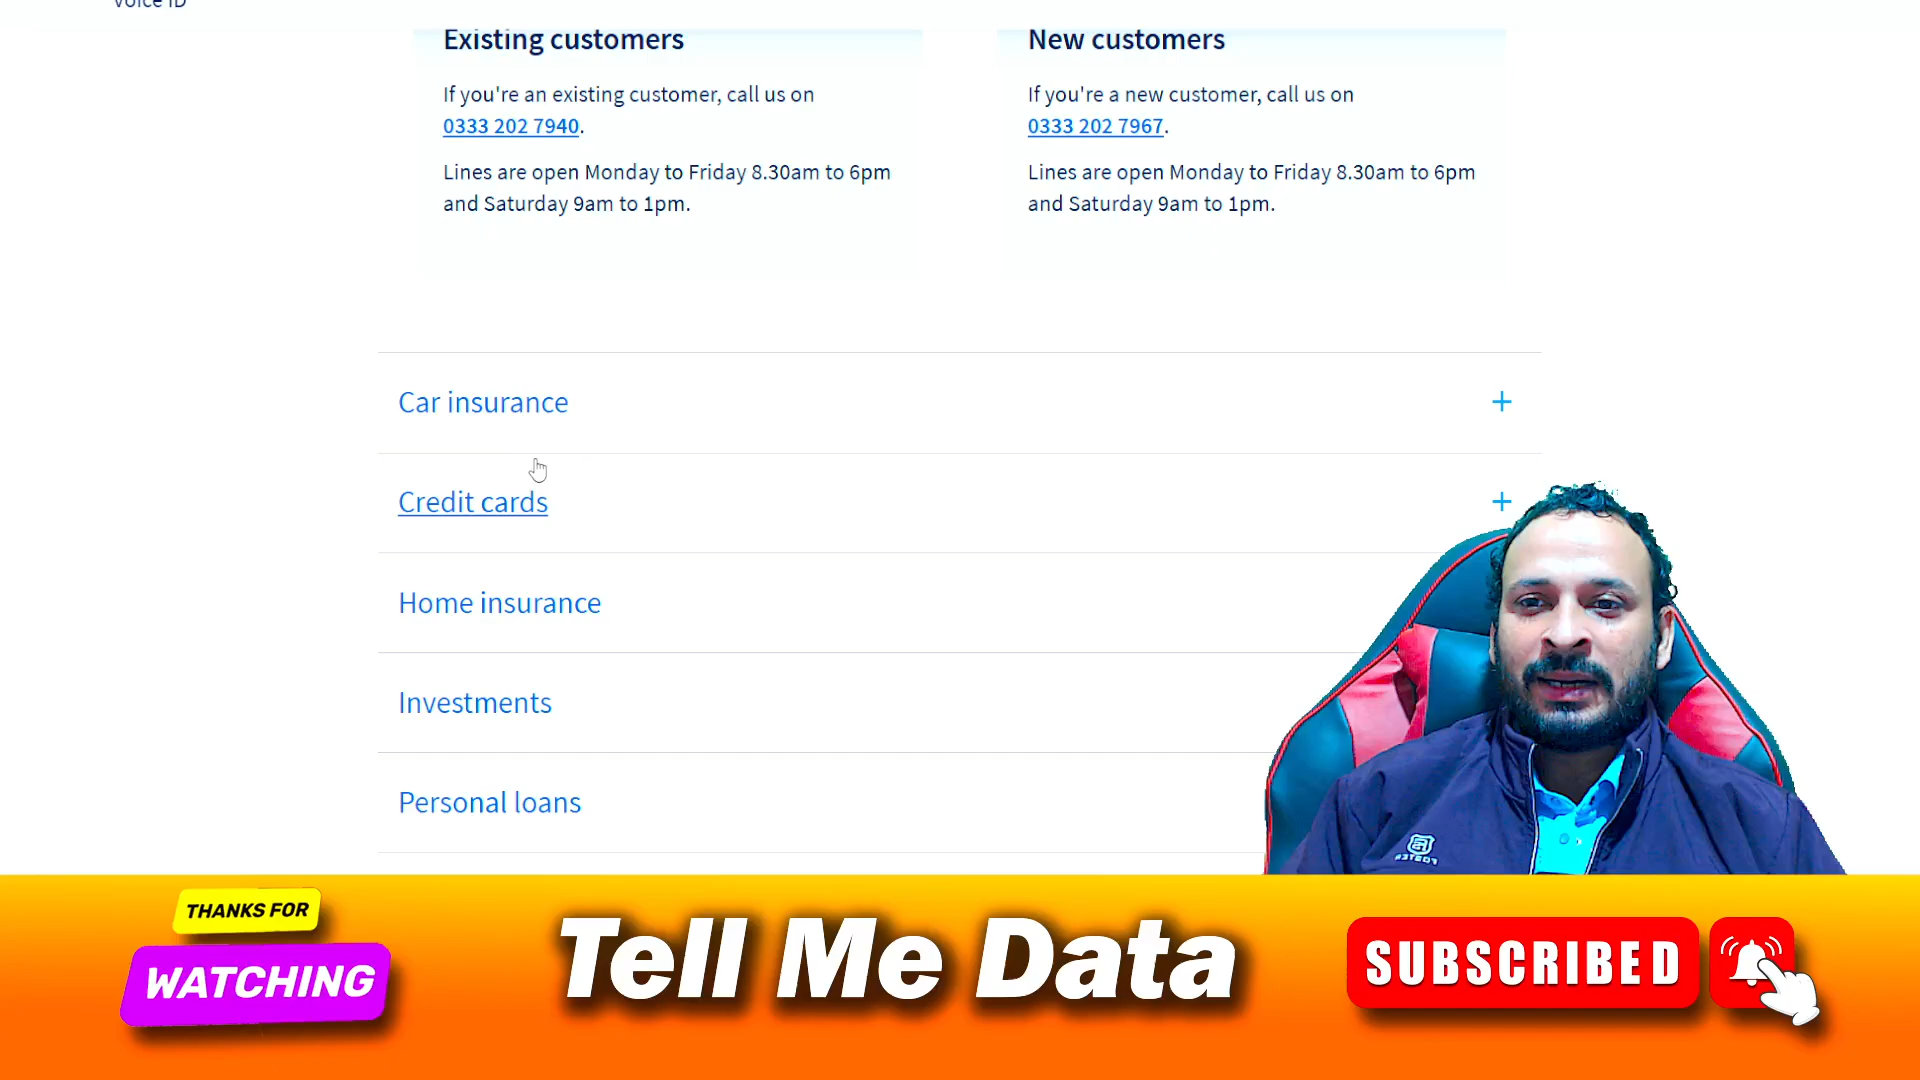 Voice ID
Existing customers
If you're an existing customer, call us on
0333 202 7940.
Lines are open Monday to Friday 8.30am to 6pm
and Saturday 9am to 1pm.
New customers
If you're a new customer, call us on
0333 202 7967.
Lines are open Monday to Friday 8.30am to 6pm
and Saturday 9am to 1pm.
Car insurance
Credit cards
Home insurance
Investments
Personal loans
THANKS FOR
WATCHING
Tell Me Data
SUBSCRIBED